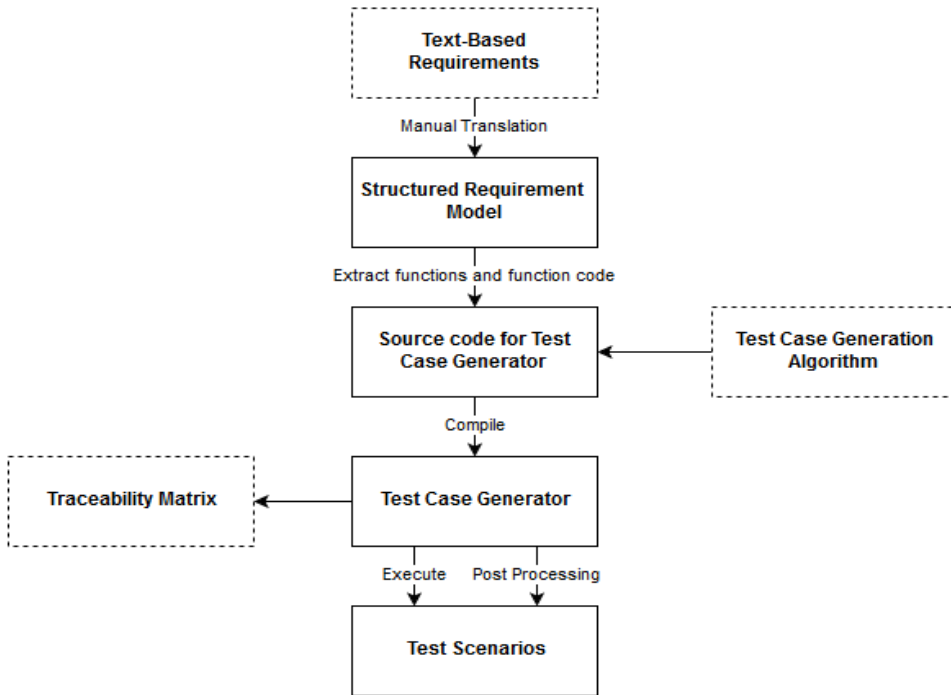 Text-Based
Requirements
Manual Translation
Structured Requirement
Model
Extract functions and function code
Source code for Test
Case Generator
Test Case Generation
Algorithm
Compile
Traceability Matrix
Test Case Generator
Execute
Post Processing
Test Scenarios